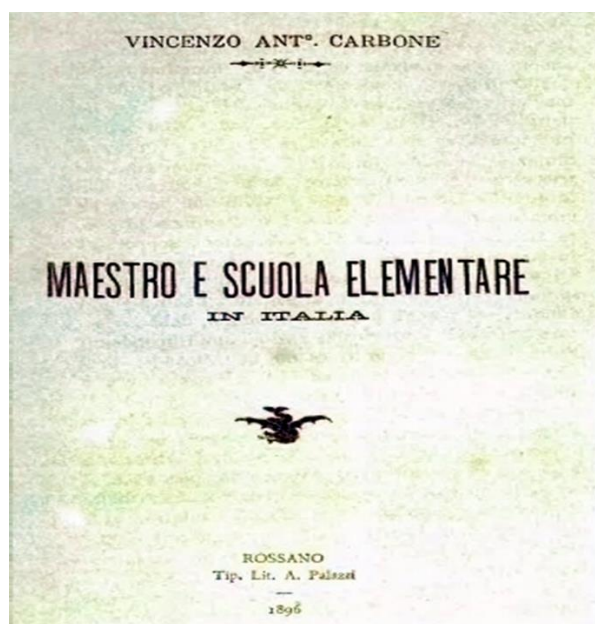 VINCENZO ANTº. CARBONE
MAESTRO E SCUOLA ELEMENTARE
IN ITALIA
ROSSANO
Tip. Lit. A. Palazzi
1896